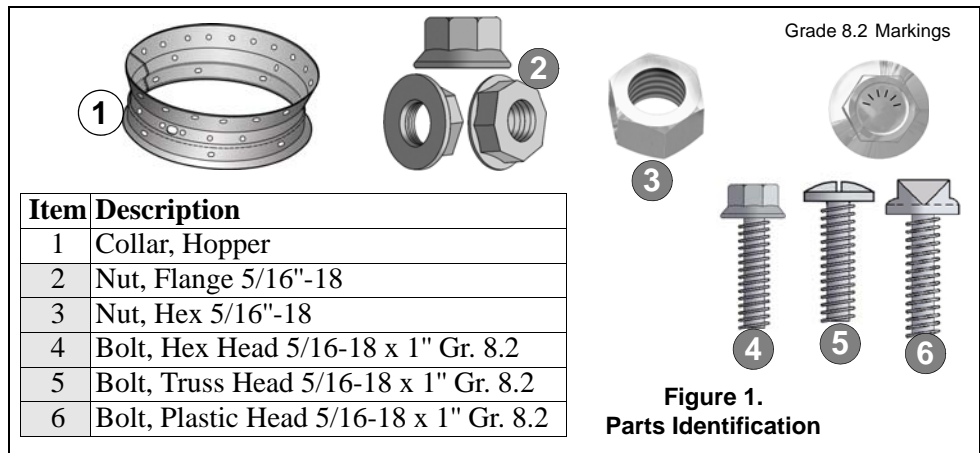 Grade 8.2 Markings
1
2
3
Item Description
1 Collar, Hopper
2 Nut, Flange 5/16"-18
3 Nut, Hex 5/16"-18
4 Bolt, Hex Head 5/16-18 x 1" Gr. 8.2
5 Bolt, Truss Head 5/16-18 x 1" Gr. 8.2
6 Bolt, Plastic Head 5/16-18 x 1" Gr. 8.2
4
5
6
Figure 1.
Parts Identification